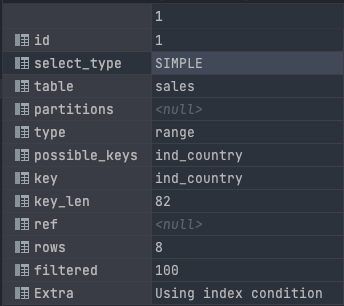 1
id 1
select_type SIMPLE
table sales
partitions <null>
type range
possible_keys ind_country
key ind_country
key_len 82
ref <null>
rows 8
filtered 100
Extra Using index condition